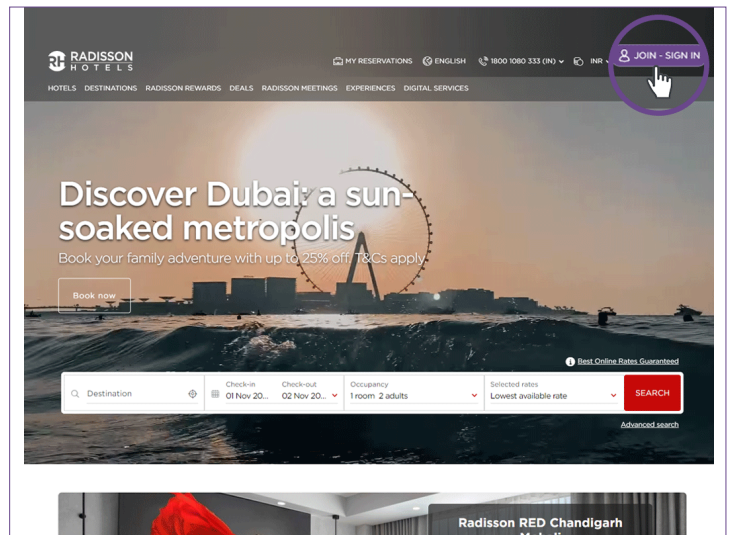 RADISSON
HOTELS
MY RESERVATIONS ENGLISH 1800 1080 333 (IN) INR JOIN - SIGN IN
HOTELS DESTINATIONS RADISSON REWARDS DEALS RADISSON MEETINGS EXPERIENCES DIGITAL SERVICES
Discover Dubai: a sun-
soaked metropolis
Book your family adventure with up to 25% off. T&Cs apply.
Book now
Best Online Rates Guaranteed
Check-in Check-out Occupancy Selected rates
Destination 01 Nov 20... 02 Nov 20... 1 room 2 adults Lowest available rate SEARCH
Advanced search
Radisson RED Chandigarh